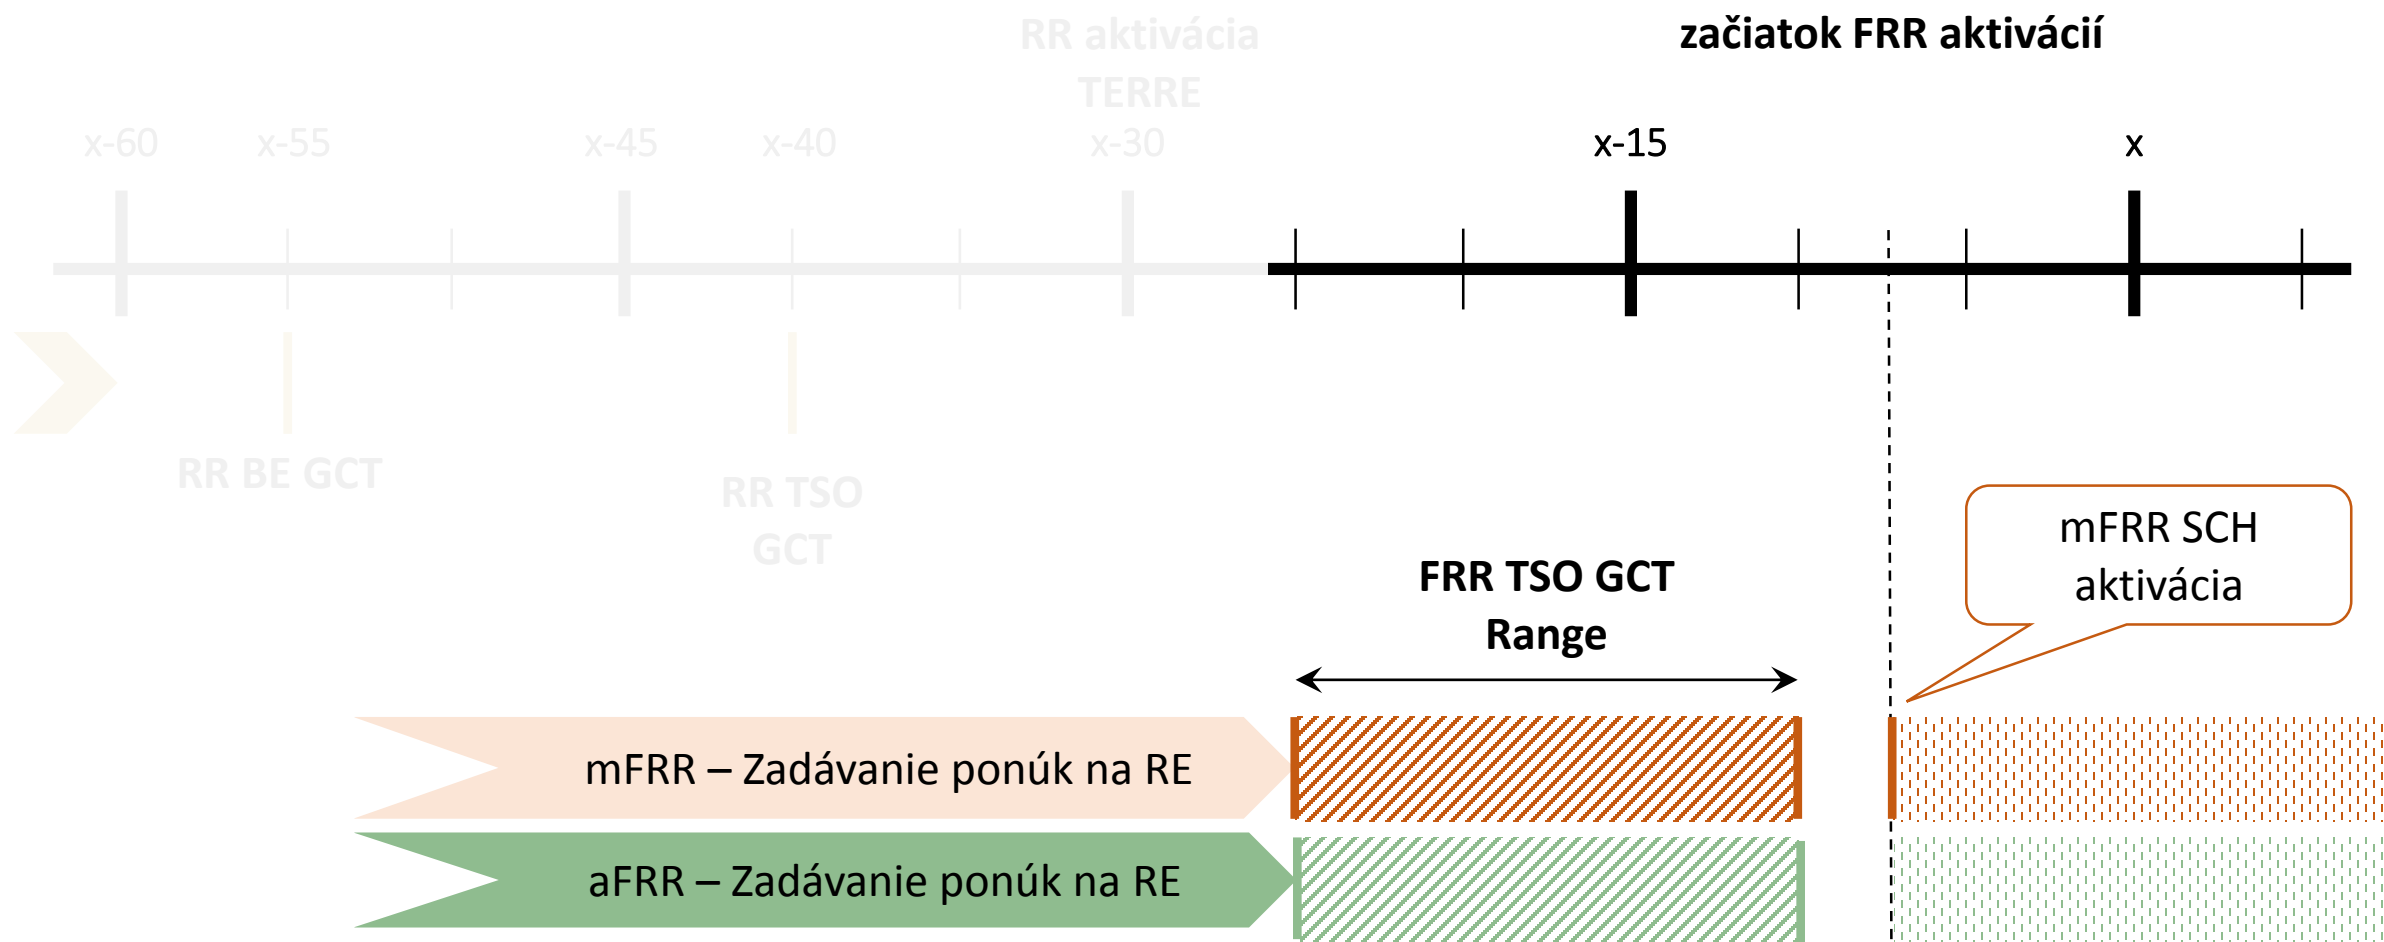 RR aktivácia
TERRE
začiatok FRR aktivácií
x-60
x-55
x-45
x-40
x-30
x-15
x
RR BE GCT
RR TSO
GCT
mFRR SCH
aktivácia
FRR TSO GCT
Range
mFRR – Zadávanie ponúk na RE
aFRR – Zadávanie ponúk na RE